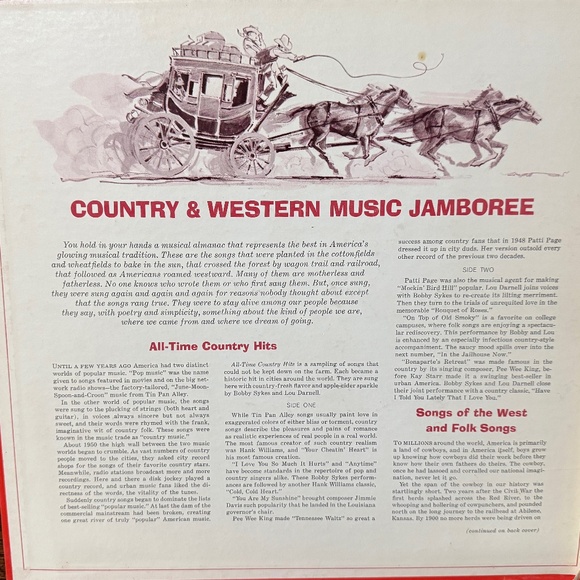 COUNTRY & WESTERN MUSIC JAMBOREE
You hold in your hands a musical almanac that represents the best in America's
glowing musical tradition. These are the songs that were planted in the cottonfields
and wheatfields to bake in the sun, that crossed the forest by wagon trail and railroad,
that followed as Americans roamed westward. Many of them are motherless and
fatherless. No one knows who wrote them or who first sang them. But, once sung,
they were sung again and again and again for reasons nobody thought about except
that the songs rang true. They were to stay alive among our people because
they say, with poetry and simplicity, something about the kind of people we are,
where we came from and where we dream of going.
All-Time Country Hits
UNTIL A FEW YEARS AGO America had two distinct
worlds of popular music. "Pop music" was the name
given to songs featured in movies and on the big net-
work radio shows—the factory-tailored, "June-Moon-
Spoon-and-Croon" music from Tin Pan Alley.
In the other world of popular music, the songs
were sung to the plucking of strings (both heart and
guitar), in voices always sincere but not always
sweet, and their words were rhymed with the frank,
imaginative wit of country folk. These songs were
known in the music trade as "country music."
About 1950 the high wall between the two music
worlds began to crumble. As vast numbers of country
people moved to the cities, they asked city record
shops for the songs of their favorite country stars.
Meanwhile, radio stations broadcast more and more
recordings. Here and there a disk jockey played a
country record, and urban music fans liked the di-
rectness of the words, the vitality of the tunes.
Suddenly country songs began to dominate the lists
of best-selling "popular music." At last the dam of the
commercial mainstream had been broken, creating
one great river of truly "popular" American music.
All-Time Country Hits is a sampling of songs that
could not be kept down on the farm. Each became a
historic hit in cities around the world. They are sung
here with country-fresh flavor and apple-cider sparkle
by Bobby Sykes and Lou Darnell.
SIDE ONE
While Tin Pan Alley songs usually paint love in
exaggerated colors of either bliss or torment, country
songs describe the pleasures and pains of romance
as realistic experiences of real people in a real world.
The most famous creator of such country realism
was Hank Williams, and "Your Cheatin' Heart" is
his most famous creation.
"I Love You So Much It Hurts" and "Anytime"
have become standards in the repertoire of pop and
country singers alike. These Bobby Sykes perform-
ances are followed by another Hank Williams classic,
"Cold, Cold Heart."
"You Are My Sunshine" brought composer Jimmie
Davis such popularity that he landed in the Louisiana
governor's chair.
Pee Wee King made "Tennessee Waltz" so great a
success among country fans that in 1948 Patti Page
dressed it up in city duds. Her version outsold every
other record of the previous two decades.
SIDE TWO
Patti Page was also the musical agent for making
"Mockin' Bird Hill" popular. Lou Darnell joins voices
with Bobby Sykes to re-create its lilting merriment.
Then they turn to the trials of unrequited love in the
memorable "Bouquet of Roses."
"On Top of Old Smoky" is a favorite on college
campuses, where folk songs are enjoying a spectacu-
lar rediscovery. This performance by Bobby and Lou
is enhanced by an especially infectious country-style
accompaniment. The saucy mood spills over into the
next number, "In the Jailhouse Now."
"Bonaparte's Retreat" was made famous in the
country by its singing composer, Pee Wee King, be-
fore Kay Starr made it a swinging best-seller in
urban America. Bobby Sykes and Lou Darnell close
their joint performance with a country classic, "Have
I Told You Lately That I Love You."
Songs of the West
and Folk Songs
TO MILLIONS around the world, America is primarily
a land of cowboys, and in America itself, boys grow
up knowing how cowboys did their work before they
know how their own fathers do theirs. The cowboy,
once he had lassoed and corralled our national imagi-
nation, never let it go.
Yet the span of the cowboy in our history was
startlingly short. Two years after the Civil War the
first herds splashed across the Red River, to the
whooping and hollering of cowpunchers, and pounded
north on the long journey to the railhead at Abilene,
Kansas. By 1900 no more herds were being driven on
(continued on back cover)